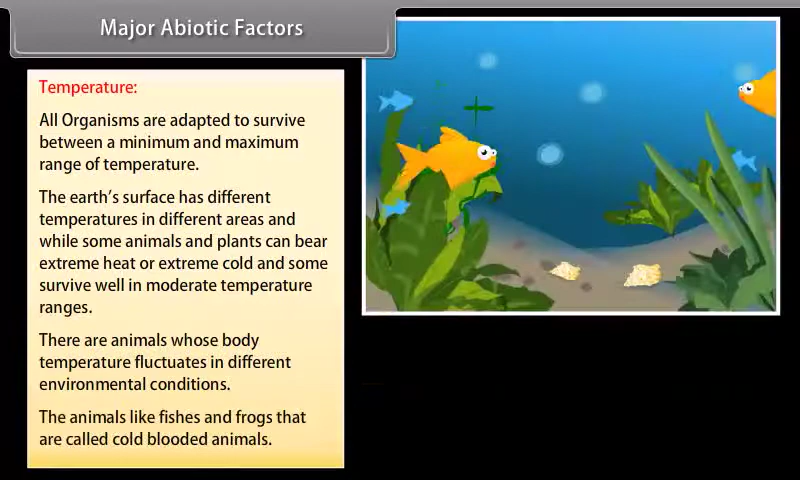 Major Abiotic Factors
Temperature:
All Organisms are adapted to survive
between a minimum and maximum
range of temperature.
The earth's surface has different
temperatures in different areas and
while some animals and plants can bear
extreme heat or extreme cold and some
survive well in moderate temperature
ranges.
There are animals whose body
temperature fluctuates in different
environmental conditions.
The animals like fishes and frogs that
are called cold blooded animals.